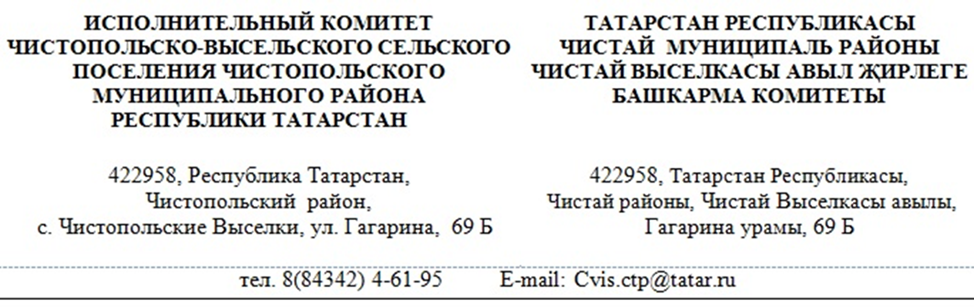 ИСПОЛНИТЕЛЬНЫЙ КОМИТЕТ
ЧИСТОПОЛЬСКО-ВЫСЕЛЬСКОГО СЕЛЬСКОГО
ПОСЕЛЕНИЯ ЧИСТОПОЛЬСКОГО
МУНИЦИПАЛЬНОГО РАЙОНА
РЕСПУБЛИКИ ТАТАРСТАН
422958, Республика Татарстан,
Чистопольский район,
с. Чистопольские Выселки, ул. Гагарина, 69 Б
ТАТАРСТАН РЕСПУБЛИКАСЫ
ЧИСТАЙ МУНИЦИПАЛЬ РАЙОНЫ
ЧИСТАЙ ВЫСЕЛКАСЫ АВЫЛ ҖИРЛЕГЕ
БАШКАРМА КОМИТЕТЫ
422958, Татарстан Республикасы,
Чистай районы, Чистай Выселкасы авылы,
Гагарина урамы, 69 Б
тел. 8(84342) 4-61-95 E-mail: Cvis.ctp@tatar.ru